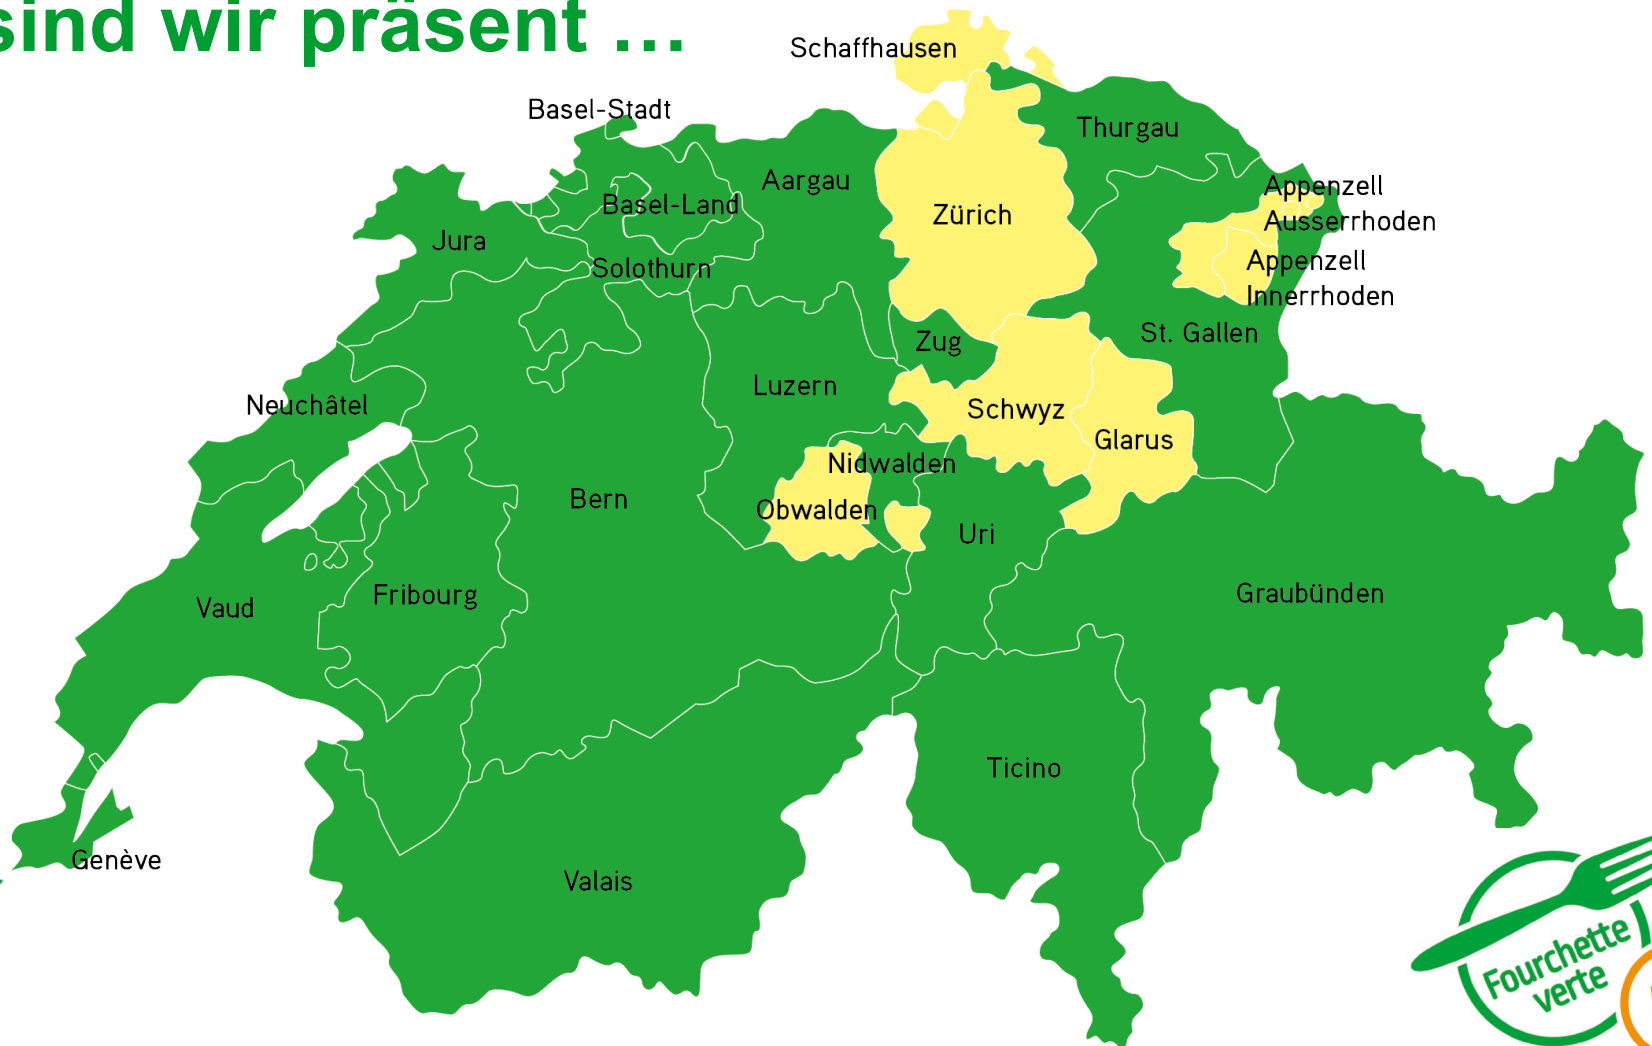 sind wir präsent ...
Schaffhausen
Basel-Stadt
Thurgau
Aargau
Appenzell
Ausserrhoden
Basel-Land
Zürich
Jura
Appenzell
Innerrhoden
Solothurn
St. Gallen
Zug
Luzern
Neuchâtel
Schwyz
Glarus
Nidwalden
Bern
Obwalden
Uri
Fribourg
Graubünden
Vaud
Ticino
Genève
Valais
Fourchette
verte